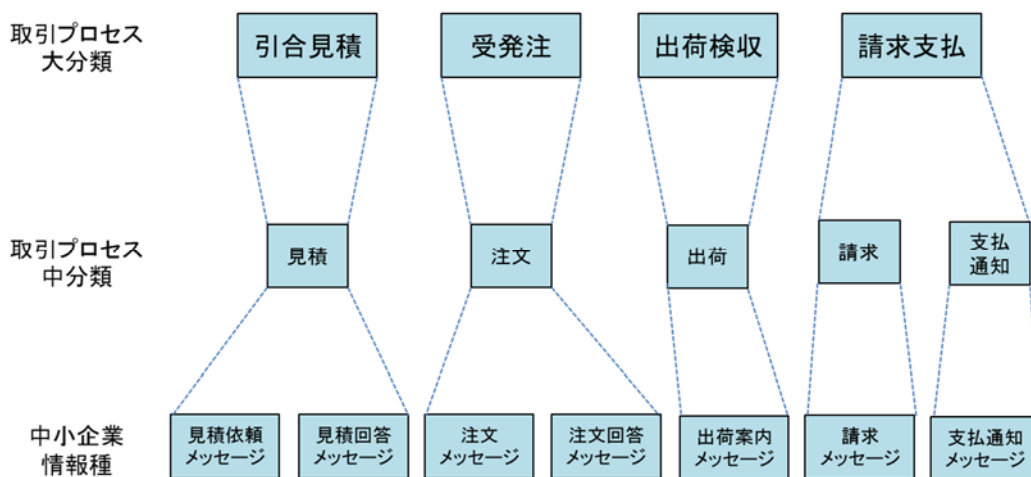 取引プロセス
大分類
引合見積
受発注
出荷検収
請求支払
取引プロセス
中分類
見積
注文
出荷
請求
支払
通知
中小企業
情報種
見積依頼
メッセージ
見積回答
メッセージ
注文
メッセージ
注文回答
メッセージ
出荷案内
メッセージ
請求
メッセージ
支払通知
メッセージ